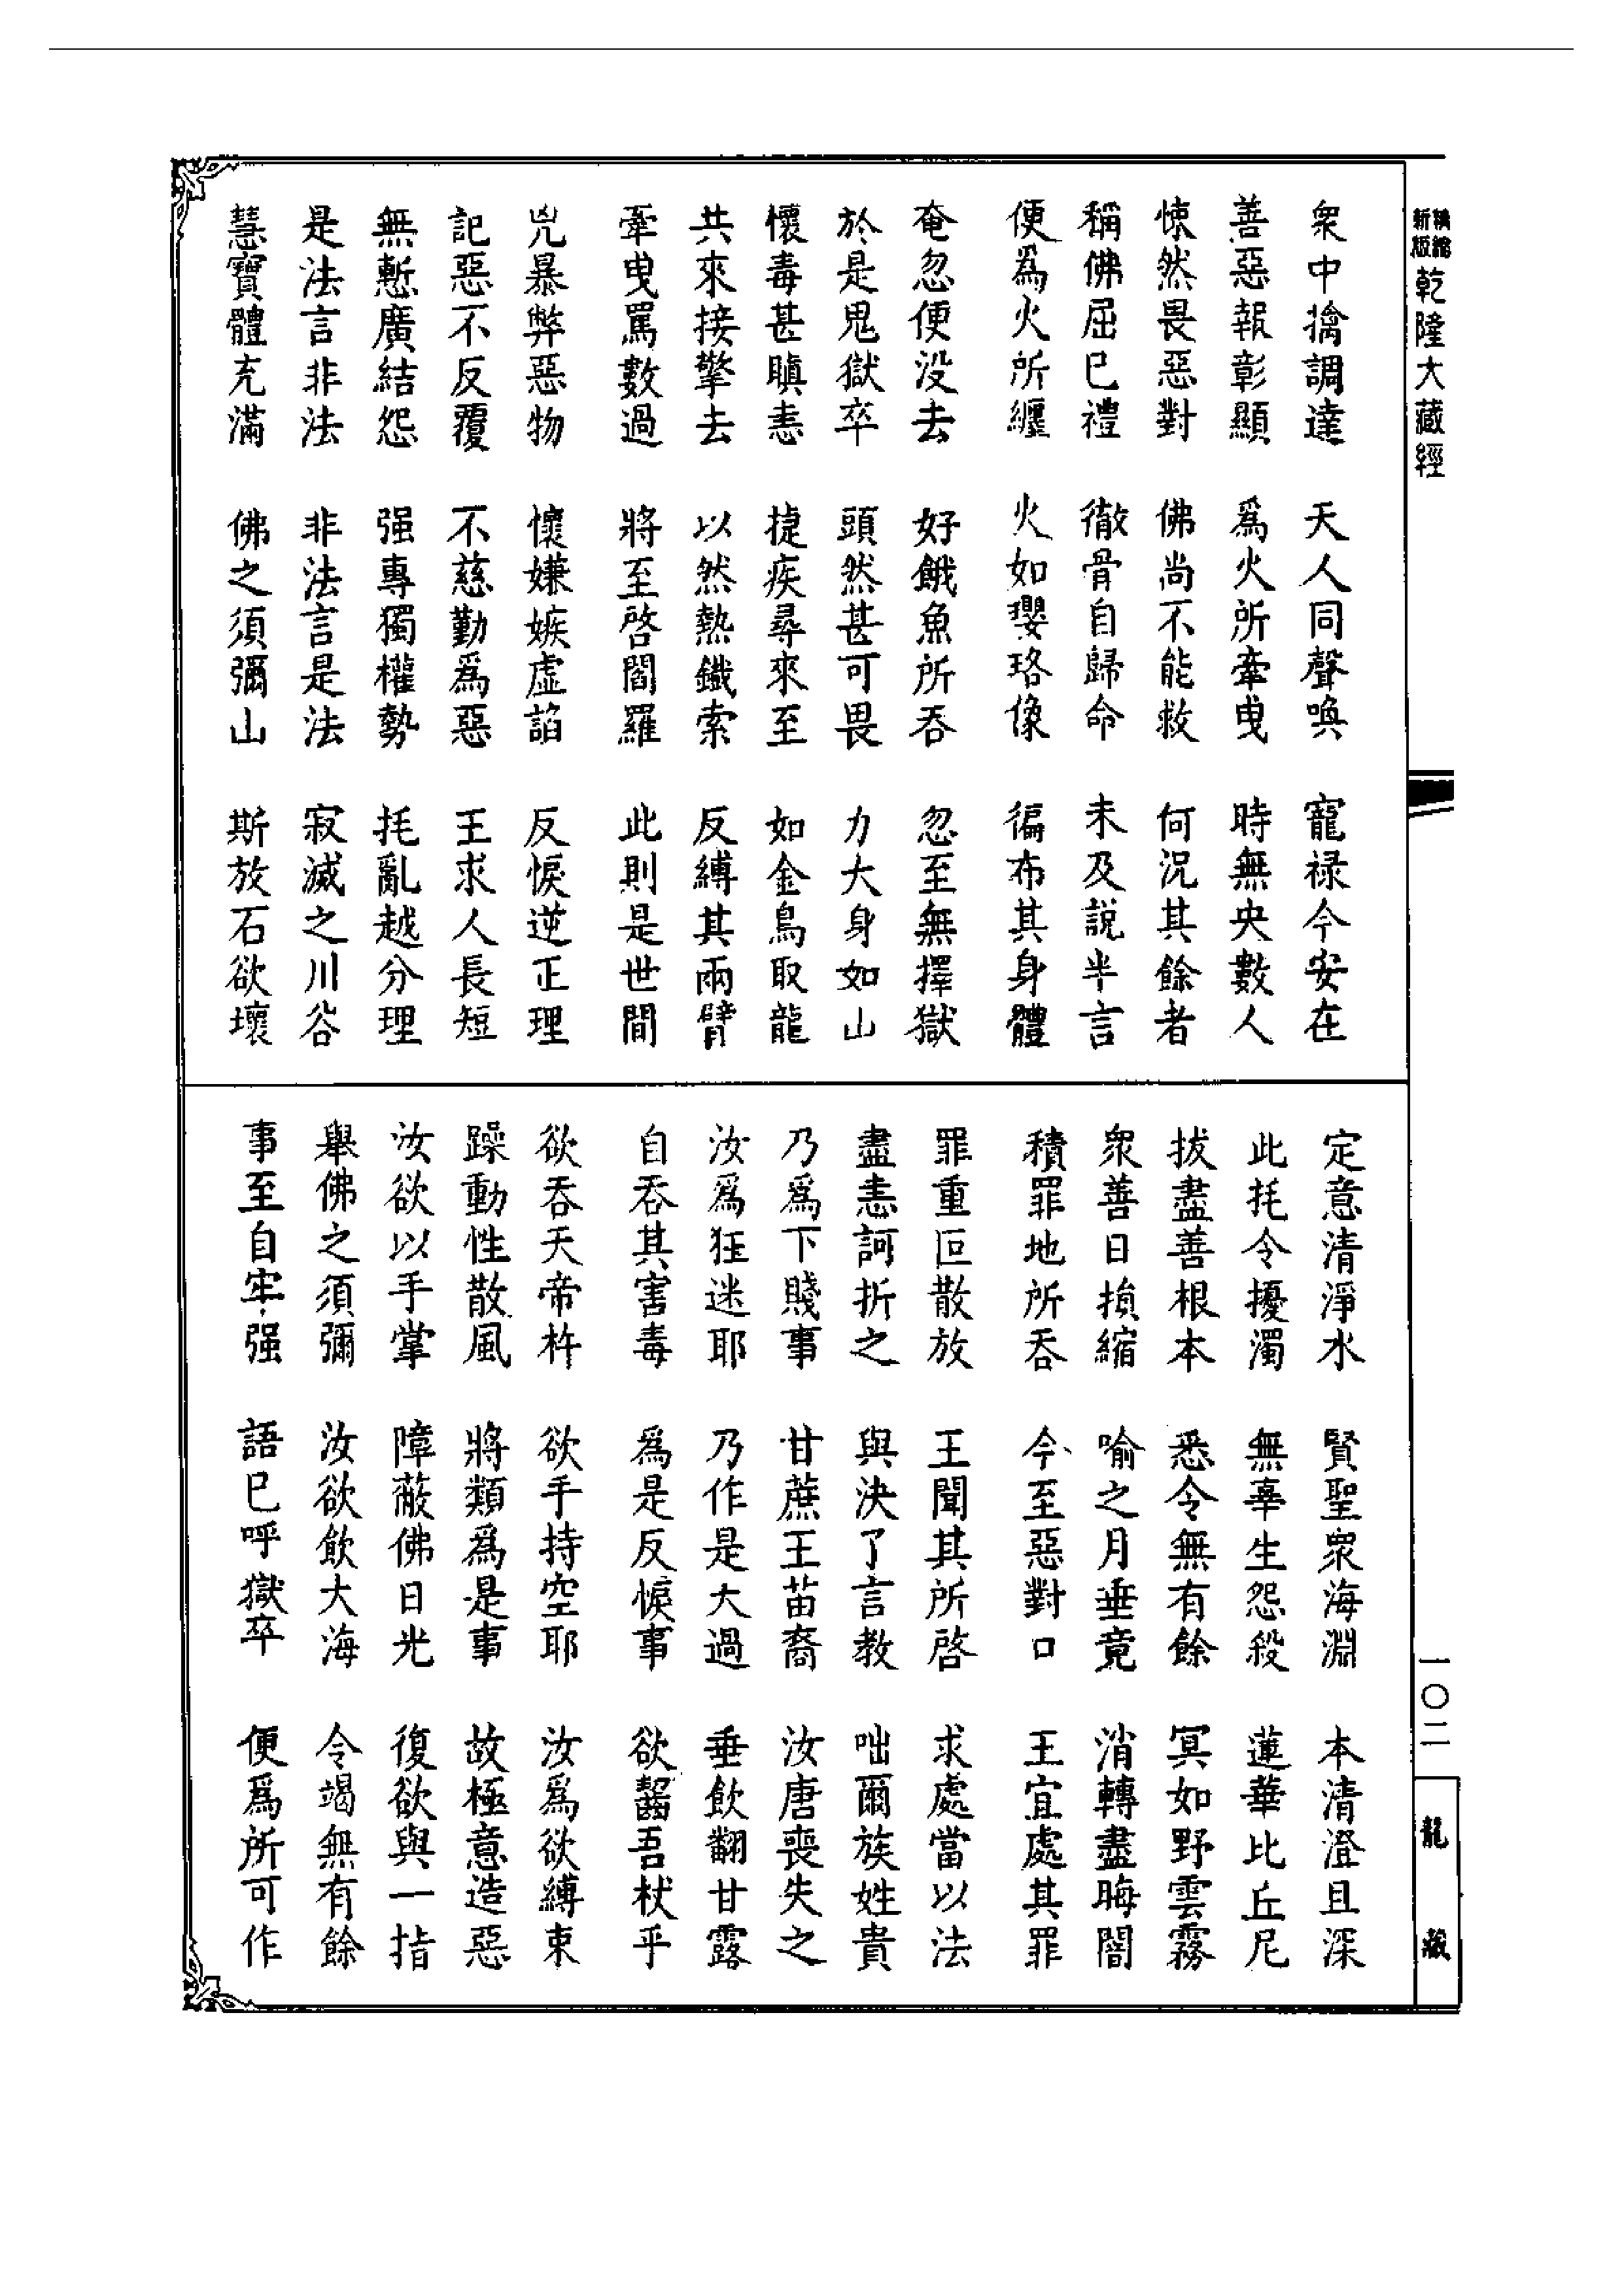 新版精縮乾隆大藏經
衆中擒調達　天人同聲喚　寵禄今安在
善惡報彰顯　爲火所牽曳　時無央數人
悚然畏惡對　佛尚不能救　何況其餘者
稱佛屈已禮　徹骨自歸命　未及說半言
便爲火所纏　火如瓔珞像　徧布其身體
奄忽便没去　好餓魚所吞　忽至無擇獄
於是鬼獄卒　頭然甚可畏　力大身如山
懷毒甚瞋恚　捷疾尋來至　如金鳥取龍
共來接擎去　以然熱鐵索　反縛其兩臂
牽曳罵數過　將至啓閻羅　此則是世間
兇暴弊惡物　懷嫌嫉虛諂　反悷逆正理
記惡不反覆　不慈勤爲惡　王求人長短
無慙廣結怨　强專獨權勢　托亂越分理
是法言非法　非法言是法　寂滅之川谷
慧寶體充滿　佛之須彌山　斯放石欲壞
定意清淨水　賢聖衆海淵　本清澄且深
此托令擾濁　無辜生怨殺　蓮華比丘尼
拔盡善根本　悉令無有餘　冥如野雲霧
衆善日損縮　喻之月垂竟　消轉盡晦闇
積罪地所吞　今至惡對口　王宜處其罪
罪重叵散放　王聞其所啓　求處當以法
盡恚訶折之　與決了言教　咄爾族姓貴
乃爲下賤事　甘蔗王苗裔　汝唐喪失之
汝爲狂迷耶　乃作是大過　垂飲翻甘露
自吞其害毒　爲是反悷事　欲齧吾杖乎
欲吞天帝杵　欲手持空耶　汝爲欲縛束
躁動性散風　將類爲是事　故極意造惡
汝欲以手掌　障蔽佛日光　復欲與一指
舉佛之須彌　汝欲飲大海　令竭無有餘
事至自牢强　語已呼獄卒　便爲所可作
一〇二
龍藏